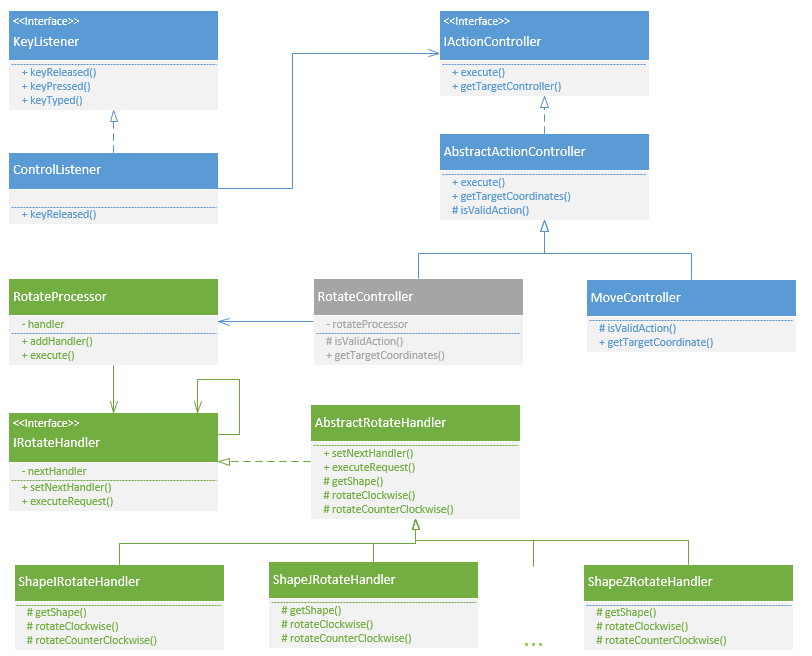 <<Interface>>
KeyListener
+ keyReleased()
+ keyPressed()
+ keyTyped()
<<Interface>>
IActionController
+ execute()
+ getTargetController()
ControlListener
+ keyReleased()
AbstractActionController
+ execute()
+ getTargetCoordinates()
# isValidAction()
RotateProcessor
- handler
+ addHandler()
+ execute()
RotateController
- rotateProcessor
# isValidAction()
+ getTargetCoordinates()
MoveController
# isValidAction()
+ getTargetCoordinate()
<<Interface>>
IRotateHandler
- nextHandler
+ setNextHandler()
+ executeRequest()
AbstractRotateHandler
+ setNextHandler()
+ executeRequest()
# getShape()
# rotateClockwise()
# rotateCounterClockwise()
ShapeIRotateHandler
# getShape()
# rotateClockwise()
# rotateCounterClockwise()
ShapeJRotateHandler
# getShape()
# rotateClockwise()
# rotateCounterClockwise()
...
ShapeZRotateHandler
# getShape()
# rotateClockwise()
# rotateCounterClockwise()